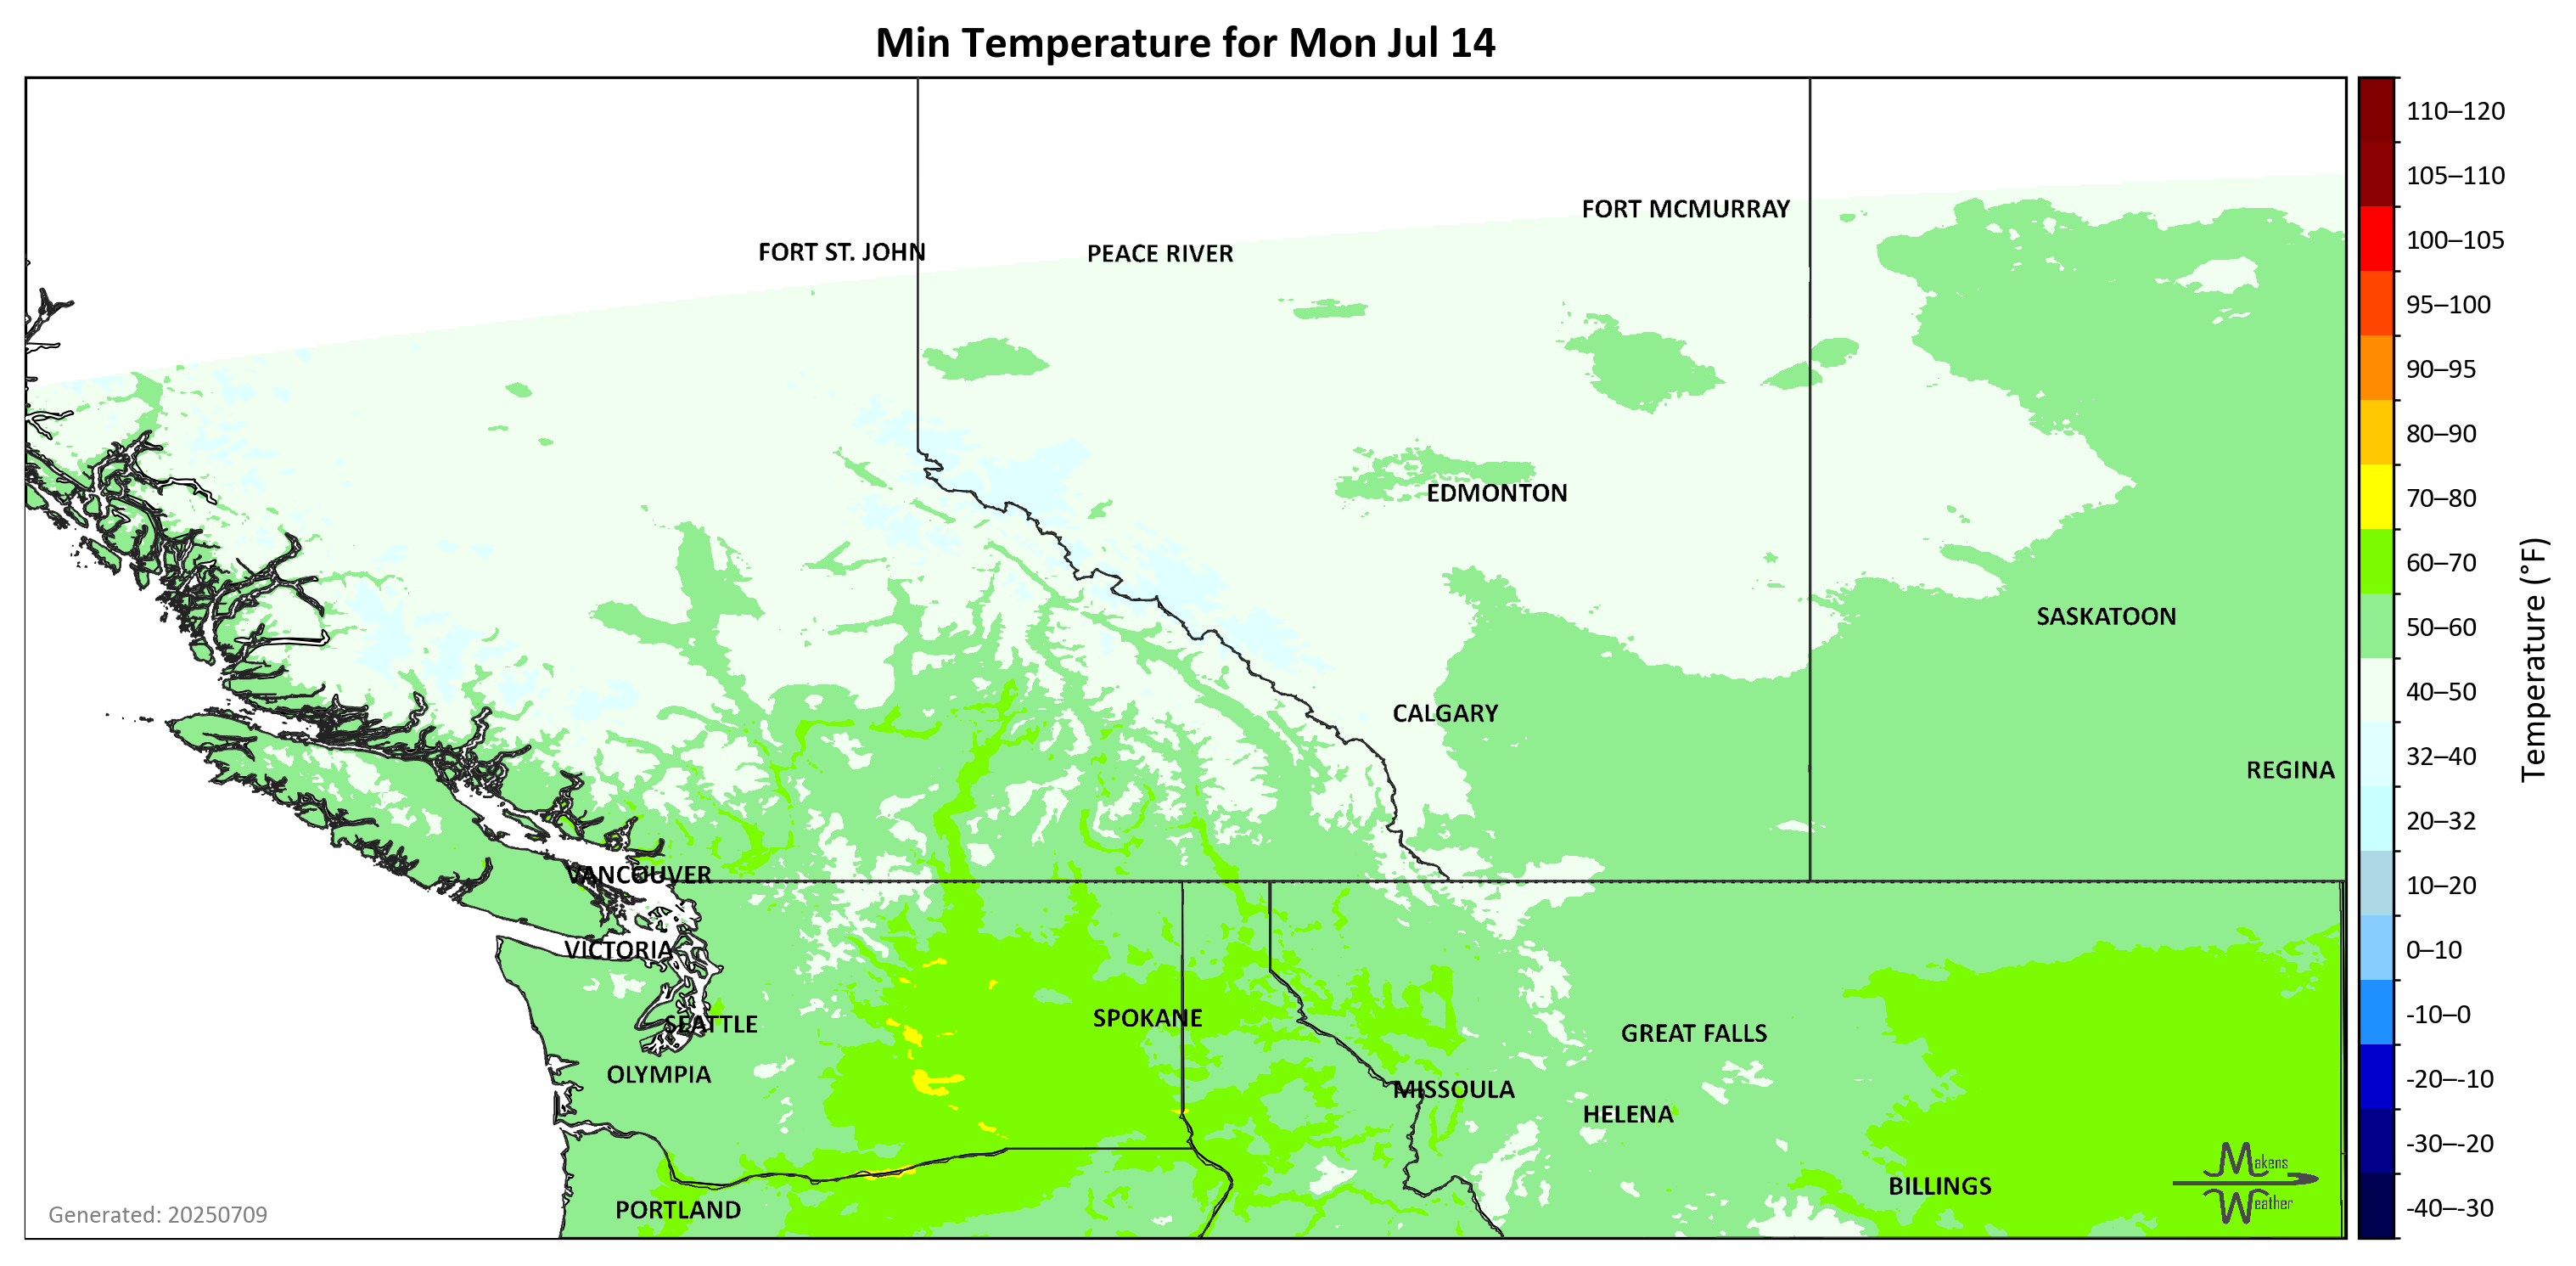 Min Temperature for Mon Jul 14
110–120
105–110
FORT MCMURRAY
100–105
FORT ST. JOHN
PEACE RIVER
95–100
90–95
80–90
EDMONTON
70–80
60–70
SASKATOON
50–60
Temperature (°F)
40–50
CALGARY
32–40
REGINA
20–32
VANCOUVER
10–20
VICTORIA
0–10
SEATTLE
SPOKANE
GREAT FALLS
-10–0
OLYMPIA
MISSOULA
-20–-10
HELENA
-30–-20
Makens
Weather
BILLINGS
PORTLAND
-40–-30
Generated: 20250709